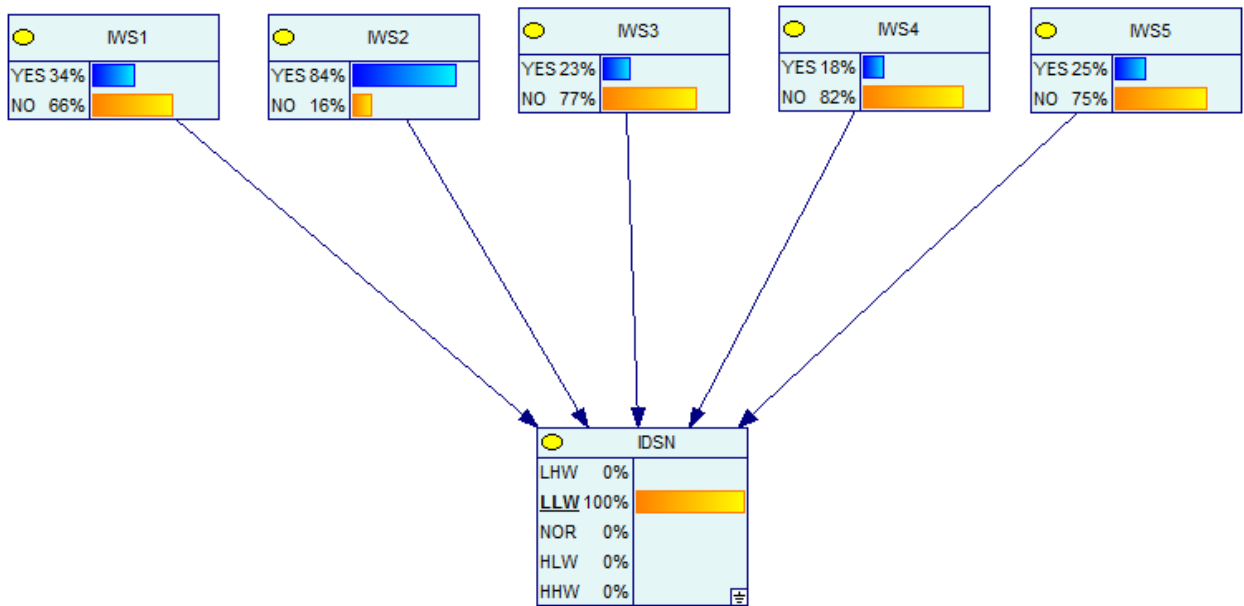 IWS1
YES 34%
NO 66%
IWS2
YES 84%
NO 16%
IWS3
YES 23%
NO 77%
IWS4
YES 18%
NO 82%
IWS5
YES 25%
NO 75%
IDSN
LHW 0%
LLW 100%
NOR 0%
HLW 0%
HHW 0%